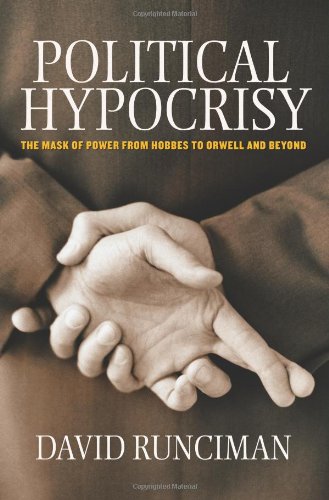 POLITICAL
HYPOCRISY
THE MASK OF POWER FROM HOBBES TO ORWELL AND BEYOND
DAVID RUNCIMAN